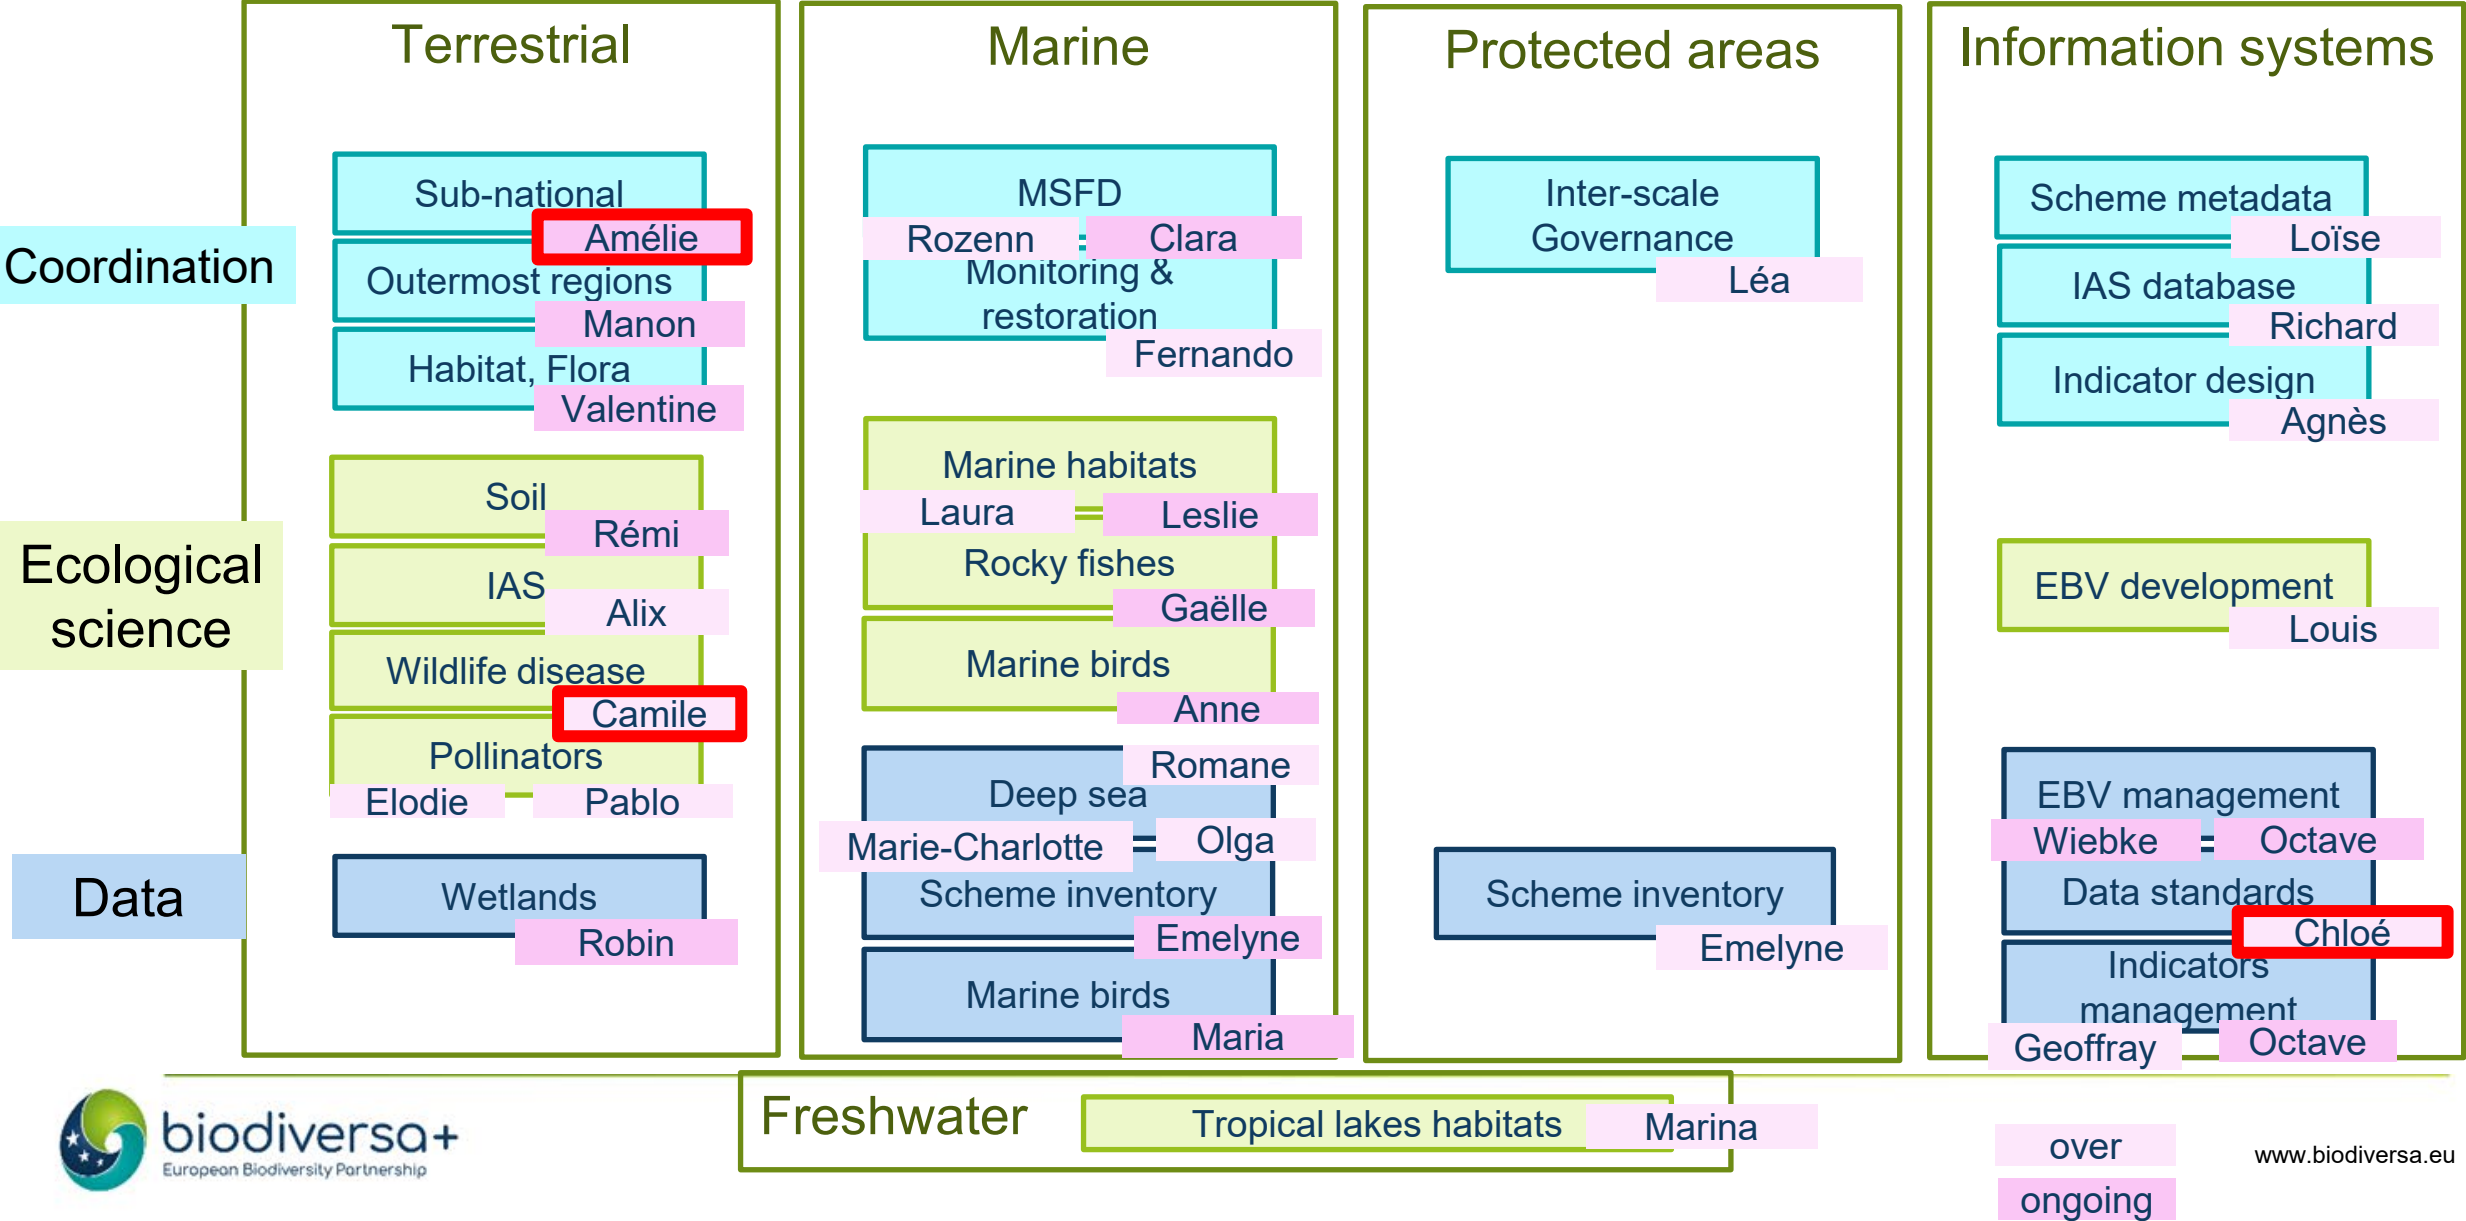 Terrestrial
Marine
Protected areas
Information systems
Coordination
Sub-national
Amélie
Outermost regions
Manon
Habitat, Flora
Valentine
MSFD
Rozenn
Clara
Monitoring &
restoration
Fernando
Inter-scale
Governance
Léa
Scheme metadata
Loïse
IAS database
Richard
Indicator design
Agnès
Ecological
science
Soil
Rémi
IAS
Alix
Wildlife disease
Camile
Pollinators
Elodie
Pablo
Marine habitats
Laura
Leslie
Rocky fishes
Gaëlle
Marine birds
Anne
EBV development
Louis
Data
Wetlands
Robin
Romane
Deep sea
Marie-Charlotte
Olga
Scheme inventory
Emelyne
Marine birds
Maria
Scheme inventory
Emelyne
EBV management
Wiebke
Octave
Data standards
Chloé
Indicators
management
Geoffray
Octave
Freshwater
Tropical lakes habitats
Marina
biodiversa+
European Biodiversity Partnership
over
ongoing
www.biodiversa.eu